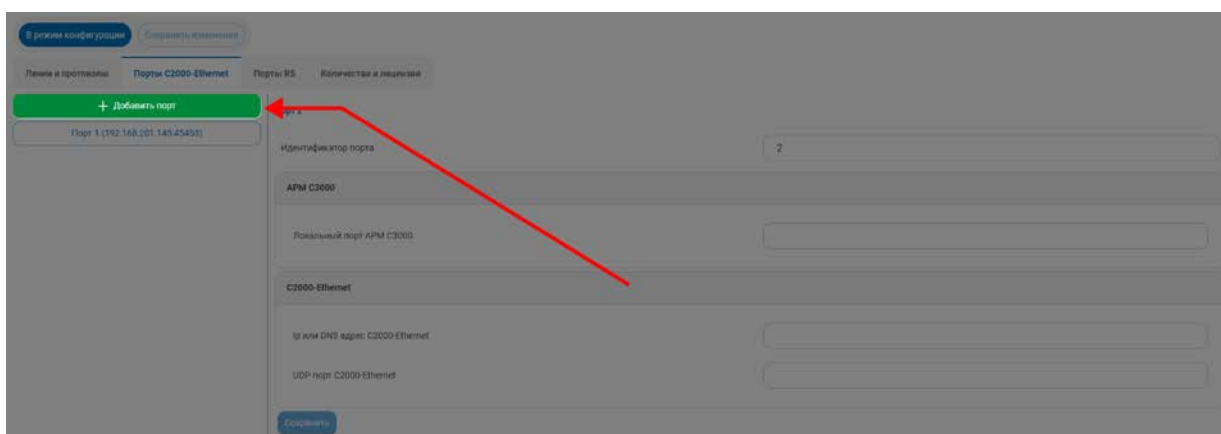 В режим конфигурации Сохранить изменения
Линии и протоколы Порты С2000-Ethernet Порты RS Количества и лицензии
+ Добавить порт
Порт 2
Порт 1 (192.168.201.145:45455)
Идентификатор порта 2
АРМ С3000
Локальный порт АРМ С3000
С2000-Ethernet
Ip или DNS адрес С2000-Ethernet
UDP порт С2000-Ethernet
Сохранить